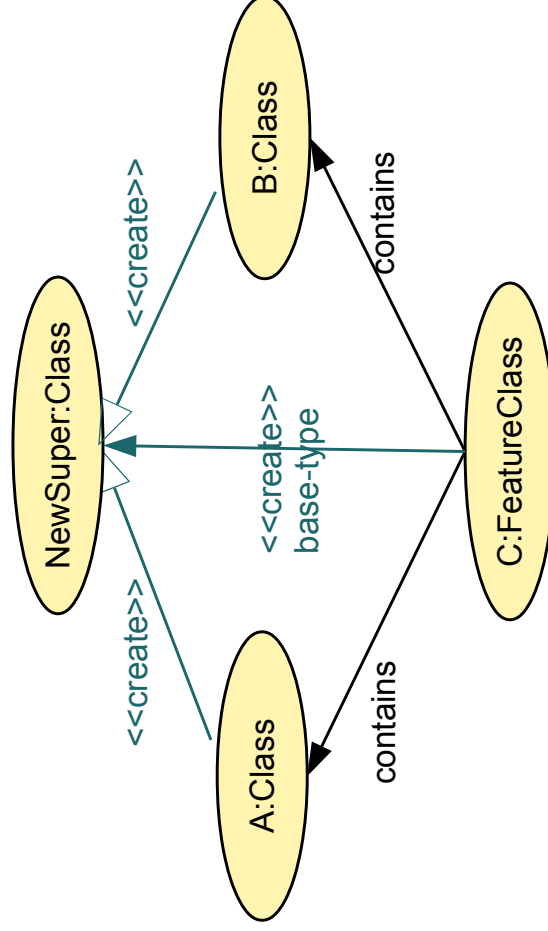 NewSuper:Class
<<create>>
<<create>>
A:Class
<<create>>
base-type
B:Class
contains
contains
C:FeatureClass